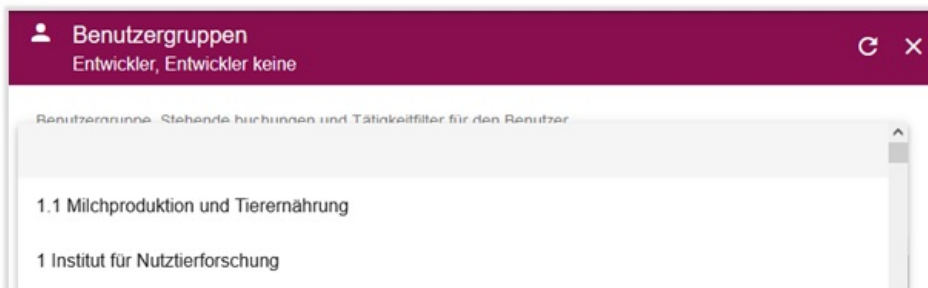 Benutzergruppen
Entwickler, Entwickler keine
Benutzergruppe, Stehende buchungen und Tätigkeitfilter für den Benutzer
1.1 Milchproduktion und Tierernährung
1 Institut für Nutztierforschung